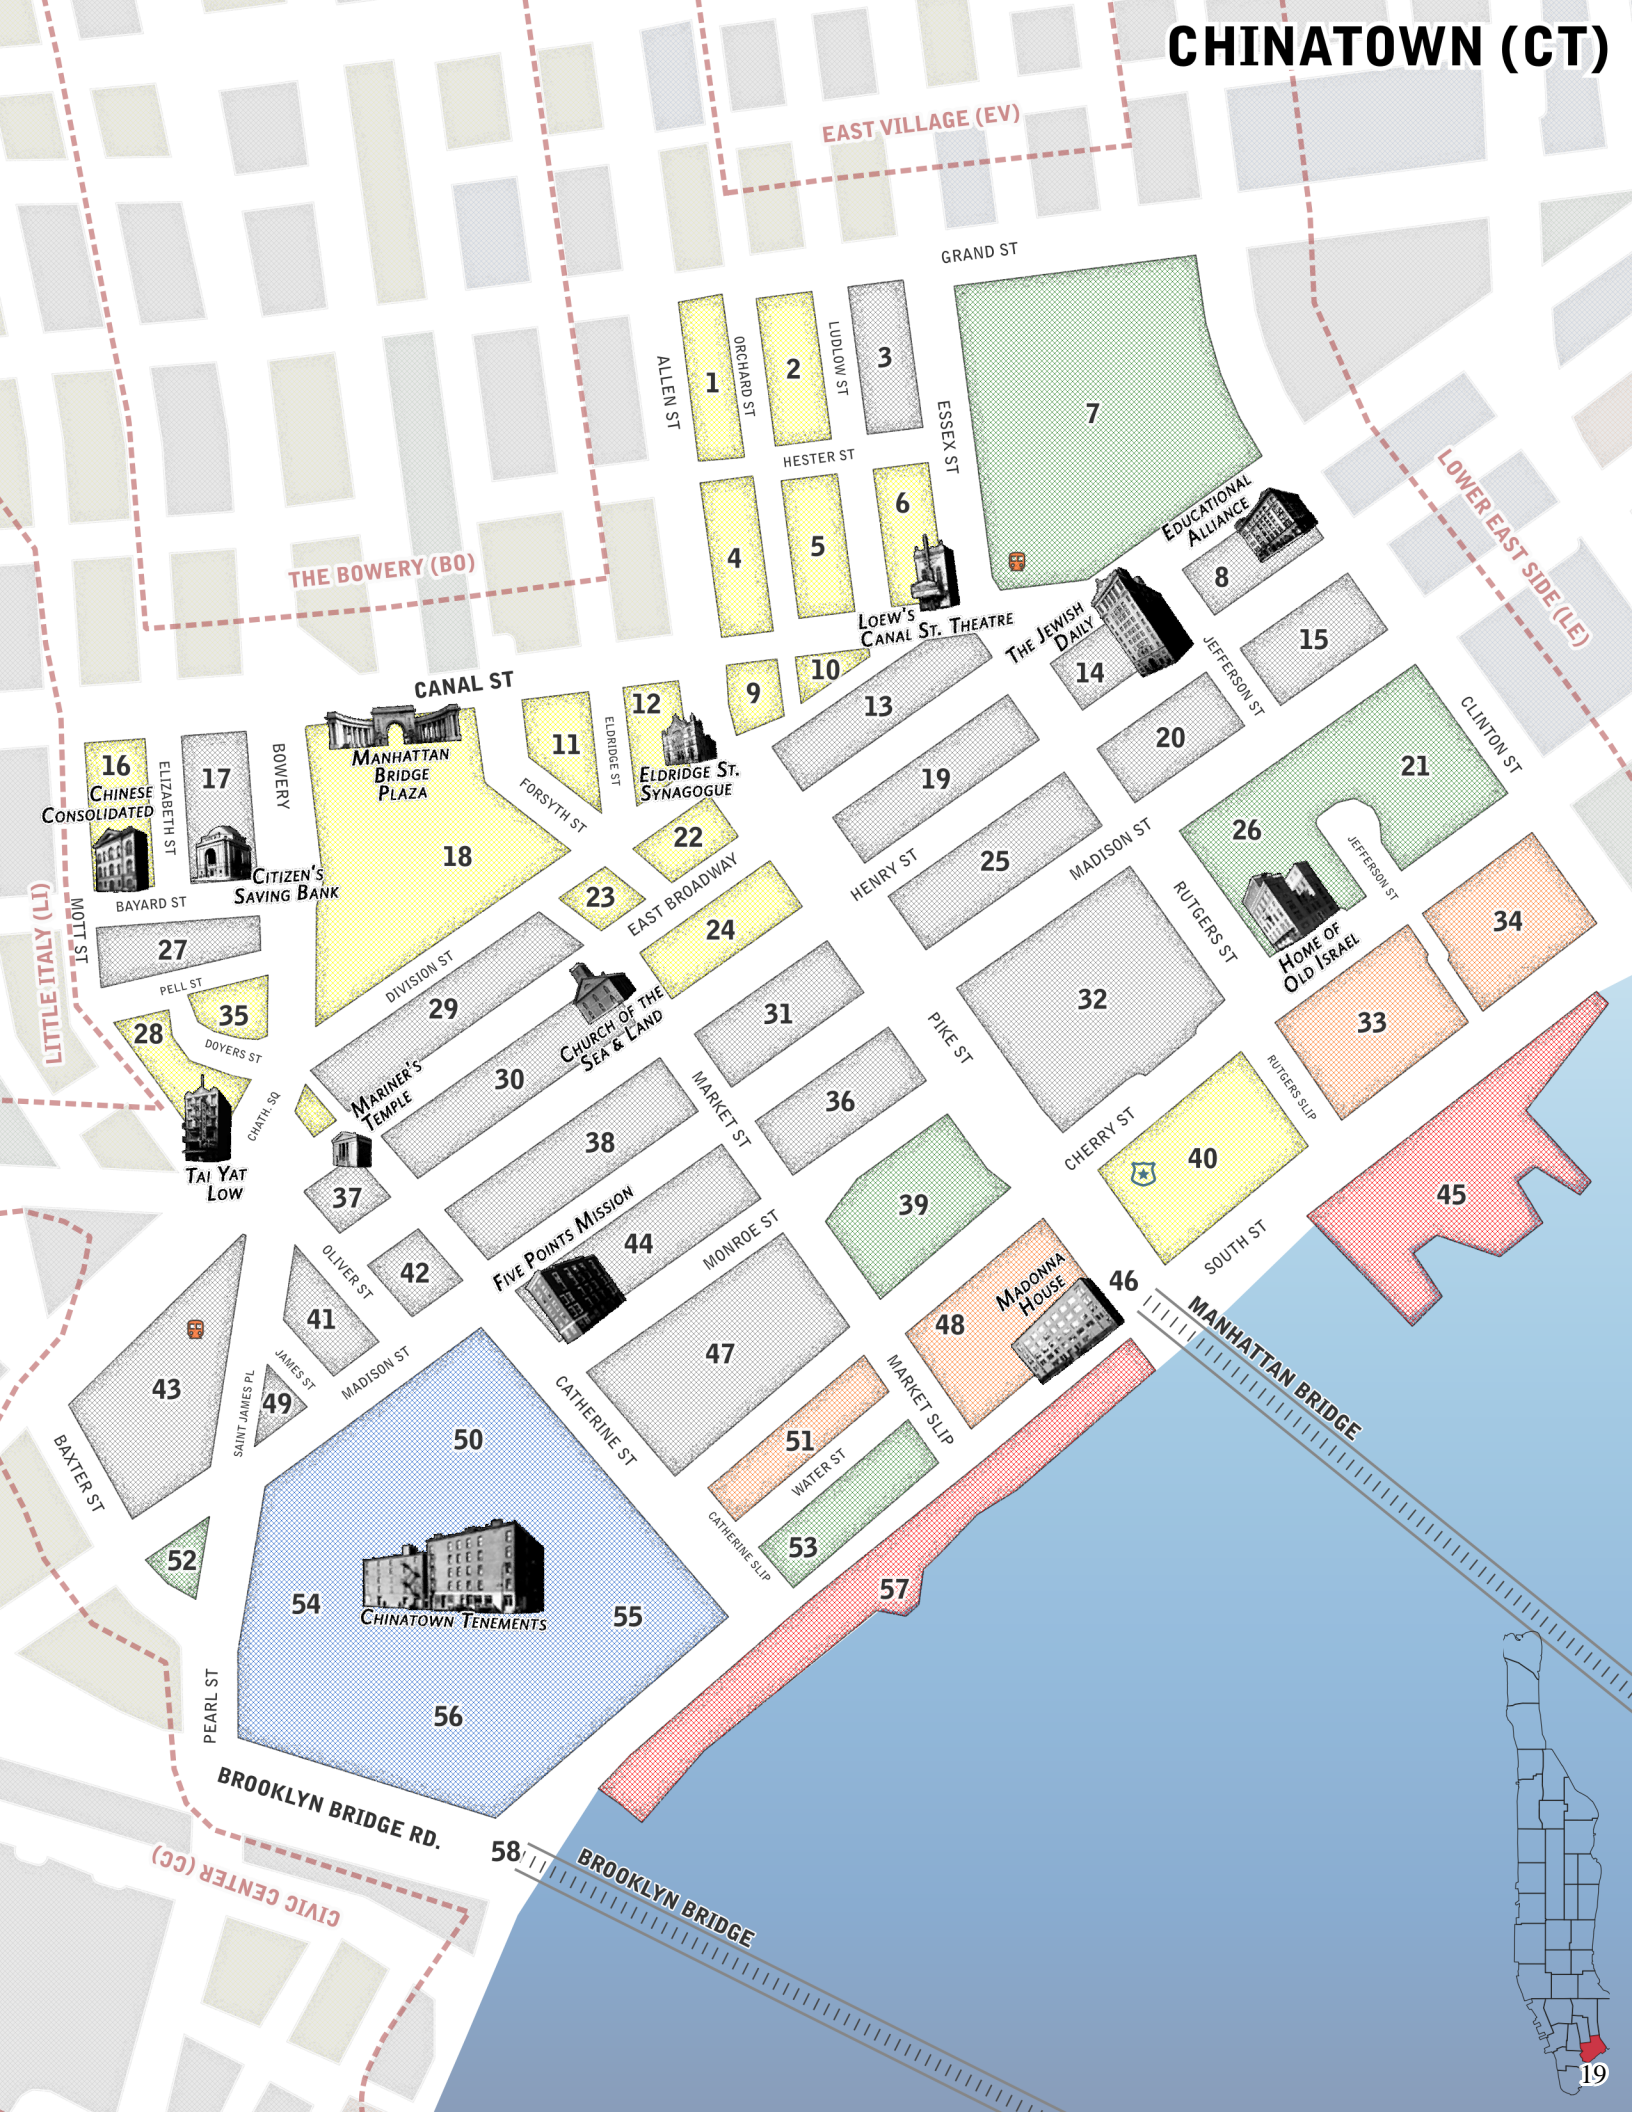 CHINATOWN (CT)
EAST VILLAGE (EV)
GRAND ST
ALLEN ST
1
ORCHARD ST
2
LUDLOW ST
3
ESSEX ST
7
HESTER ST
LOWER EAST SIDE (LE)
4
5
6
EDUCATIONAL
ALLIANCE
8
THE BOWERY (BO)
LOEW'S
CANAL ST. THEATRE
THE JEWISH
DAILY
14
JEFFERSON ST
15
CANAL ST
9
10
13
12
11
ELDRIDGE ST
20
CLINTON ST
MANHATTAN
BRIDGE
PLAZA
ELDRIDGE ST.
SYNAGOGUE
16
CHINESE
CONSOLIDATED
ELIZABETH ST
17
BOWERY
FORSYTH ST
19
21
18
22
26
JEFFERSON ST
25
MADISON ST
HENRY ST
CITIZEN'S
SAVING BANK
23
EAST BROADWAY
24
RUTGERS ST
LITTLE ITALY (LI)
MOTT ST
BAYARD ST
27
PELL ST
DIVISION ST
29
HOME OF
OLD ISRAEL
34
28
35
DOYERS ST
31
32
33
CHURCH OF THE
SEA & LAND
PIKE ST
30
MARINER'S
TEMPLE
CHATH. SQ
MARKET ST
36
RUTGERS SLIP
CHERRY ST
38
40
45
TAI YAT
LOW
37
39
FIVE POINTS MISSION
44
MONROE ST
SOUTH ST
OLIVER ST
42
MADONNA
HOUSE
46
MANHATTAN BRIDGE
41
48
43
JAMES ST
47
SAINT JAMES PL
49
MADISON ST
CATHERINE ST
MARKET SLIP
BAXTER ST
50
51
WATER ST
CATHERINE SLIP
53
52
57
54
CHINATOWN TENEMENTS
55
PEARL ST
56
BROOKLYN BRIDGE RD.
58
BROOKLYN BRIDGE
CIVIC CENTER (CC)
19